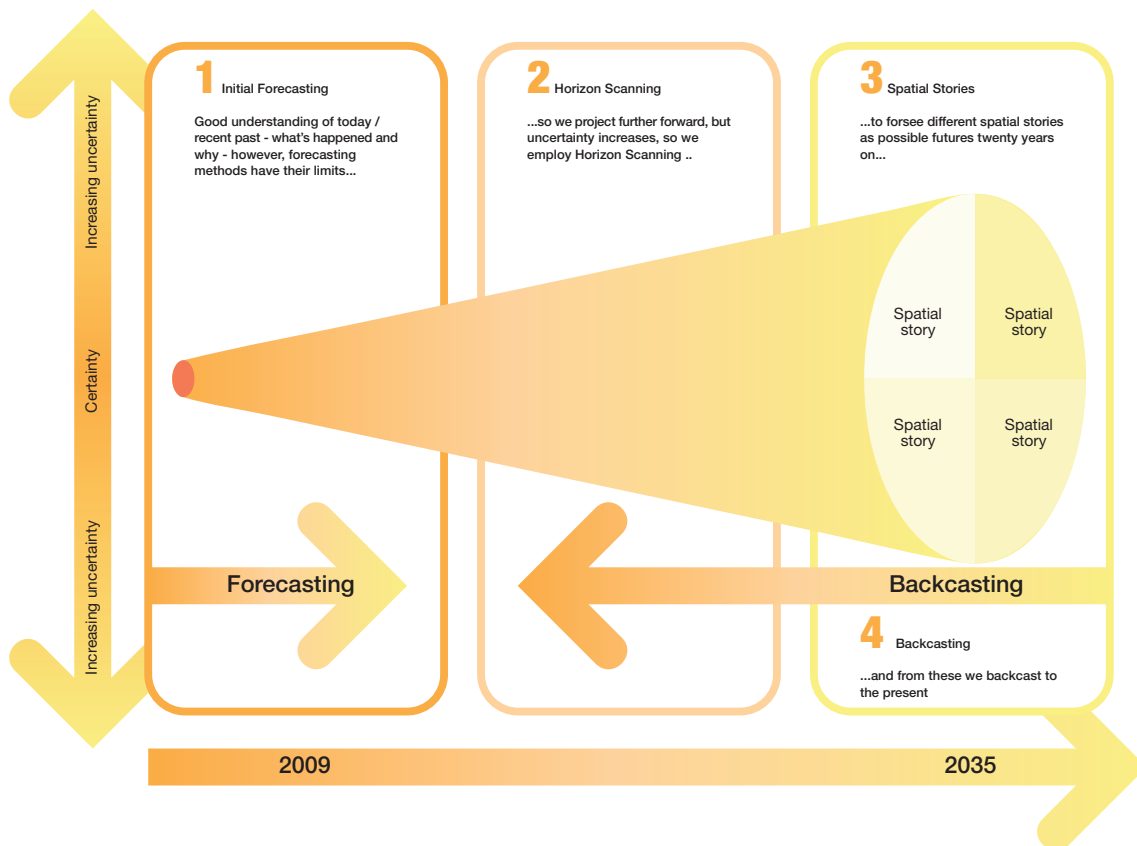 Increasing uncertainty
Certainty
Increasing uncertainty
1 Initial Forecasting
Good understanding of today /
recent past - what's happened and
why - however, forecasting
methods have their limits...
2 Horizon Scanning
...so we project further forward, but
uncertainty increases, so we
employ Horizon Scanning ..
3 Spatial Stories
...to forsee different spatial stories
as possible futures twenty years
on...
Spatial
story
Spatial
story
Spatial
story
Spatial
story
Forecasting
Backcasting
4 Backcasting
...and from these we backcast to
the present
2009
2035